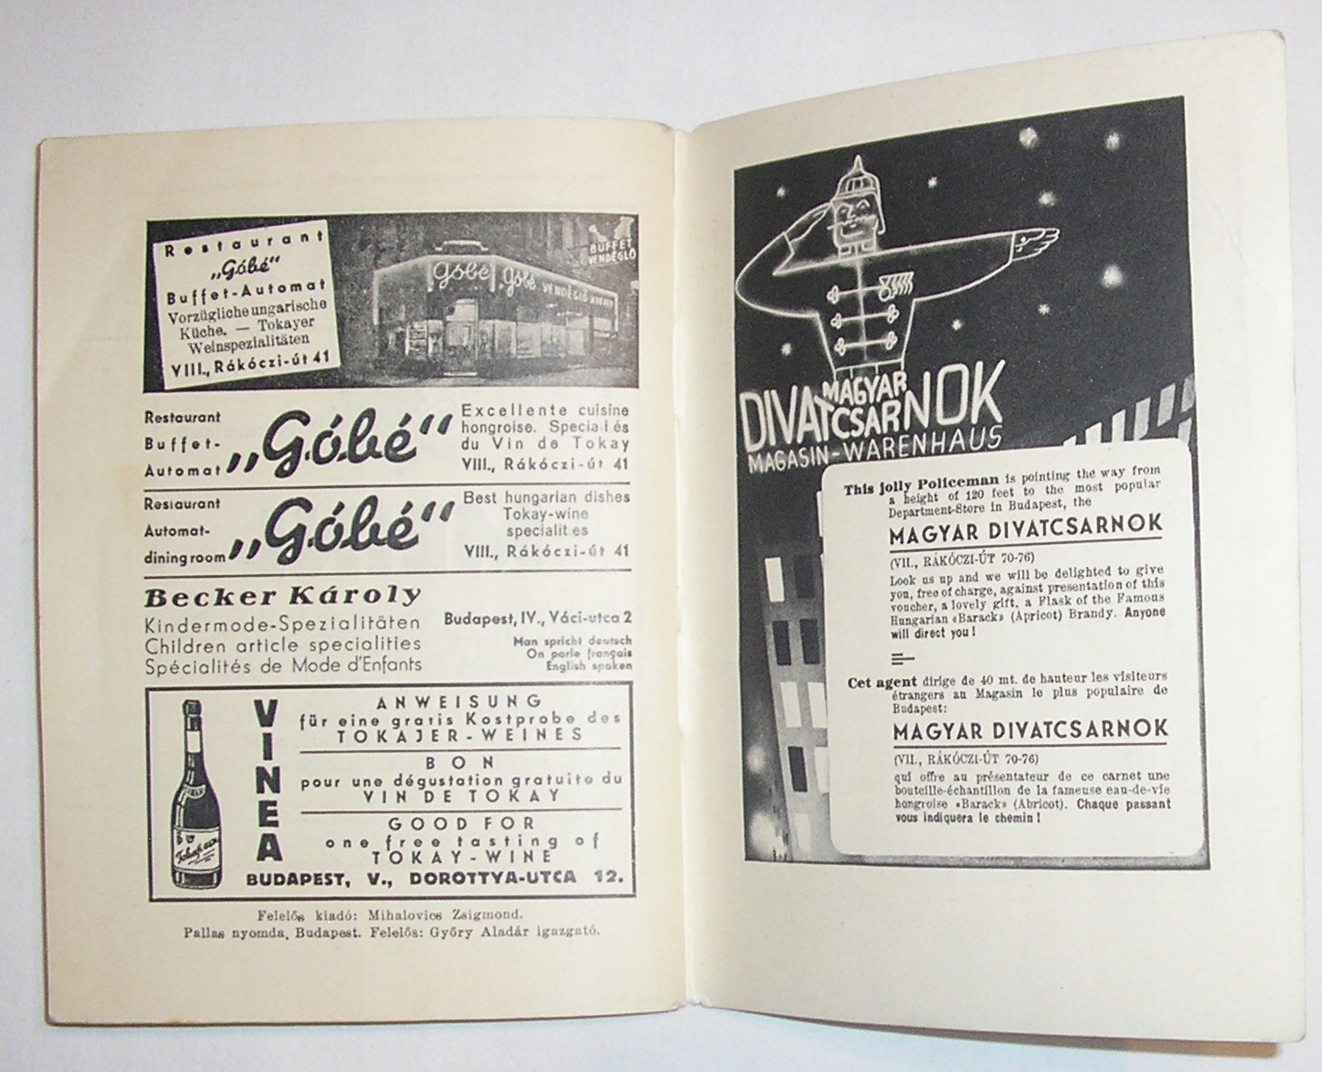 Restaurant
„Góbé“
Buffet-Automat
Vorzügliche ungarische
Küche. — Tokayer
Weinspezialitäten
VIII., Rákóczi-út 41
Góbé Góbé VENDÉGLŐ
BUFFET
VENDÉGLŐ
Restaurant
Buffet-
Automat
„Góbé“
Excellente cuisine
hongroise. Specialiés
du Vin de Tokay
VIII., Rákóczi-út 41
Restaurant
Automat-
dining room
„Góbé“
Best hungarian dishes
Tokay-wine
specialit es
VIII., Rákóczi-út 41
Becker Károly
Kindermode-Spezialitäten
Children article specialities
Spécialités de Mode d'Enfants
Budapest, IV., Váci-utca 2
Man spricht deutsch
On parle français
English spoken
VINEA
ANWEISUNG
für eine gratis Kostprobe des
TOKAJER-WEINES
BON
pour une dégustation gratuite du
VIN DE TOKAY
GOOD FOR
one free tasting of
TOKAY-WINE
BUDAPEST, V., DOROTTYA-UTCA 12.
Felelős kiadó: Mihalovics Zsigmond.
Pallas nyomda, Budapest. Felelős: Győry Aladár igazgató.
MAGYAR
DIVATCSARNOK
MAGASIN-WARENHAUS
This jolly Policeman is pointing the way from
a height of 120 feet to the most popular
Department-Store in Budapest, the
MAGYAR DIVATCSARNOK
(VII., RÁKÓCZI-ÚT 70-76)
Look us up and we will be delighted to give
you, free of charge, against presentation of this
voucher, a lovely gift, a Flask of the Famous
Hungarian «Barack» (Apricot) Brandy. Anyone
will direct you!
Cet agent dirige de 40 mt. de hauteur les visiteurs
étrangers au Magasin le plus populaire de
Budapest:
MAGYAR DIVATCSARNOK
(VII., RÁKÓCZI-ÚT 70-76)
qui offre au présentateur de ce carnet une
bouteille-échantillon de la fameuse eau-de-vie
hongroise «Barack» (Abricot). Chaque passant
vous indiquera le chemin!